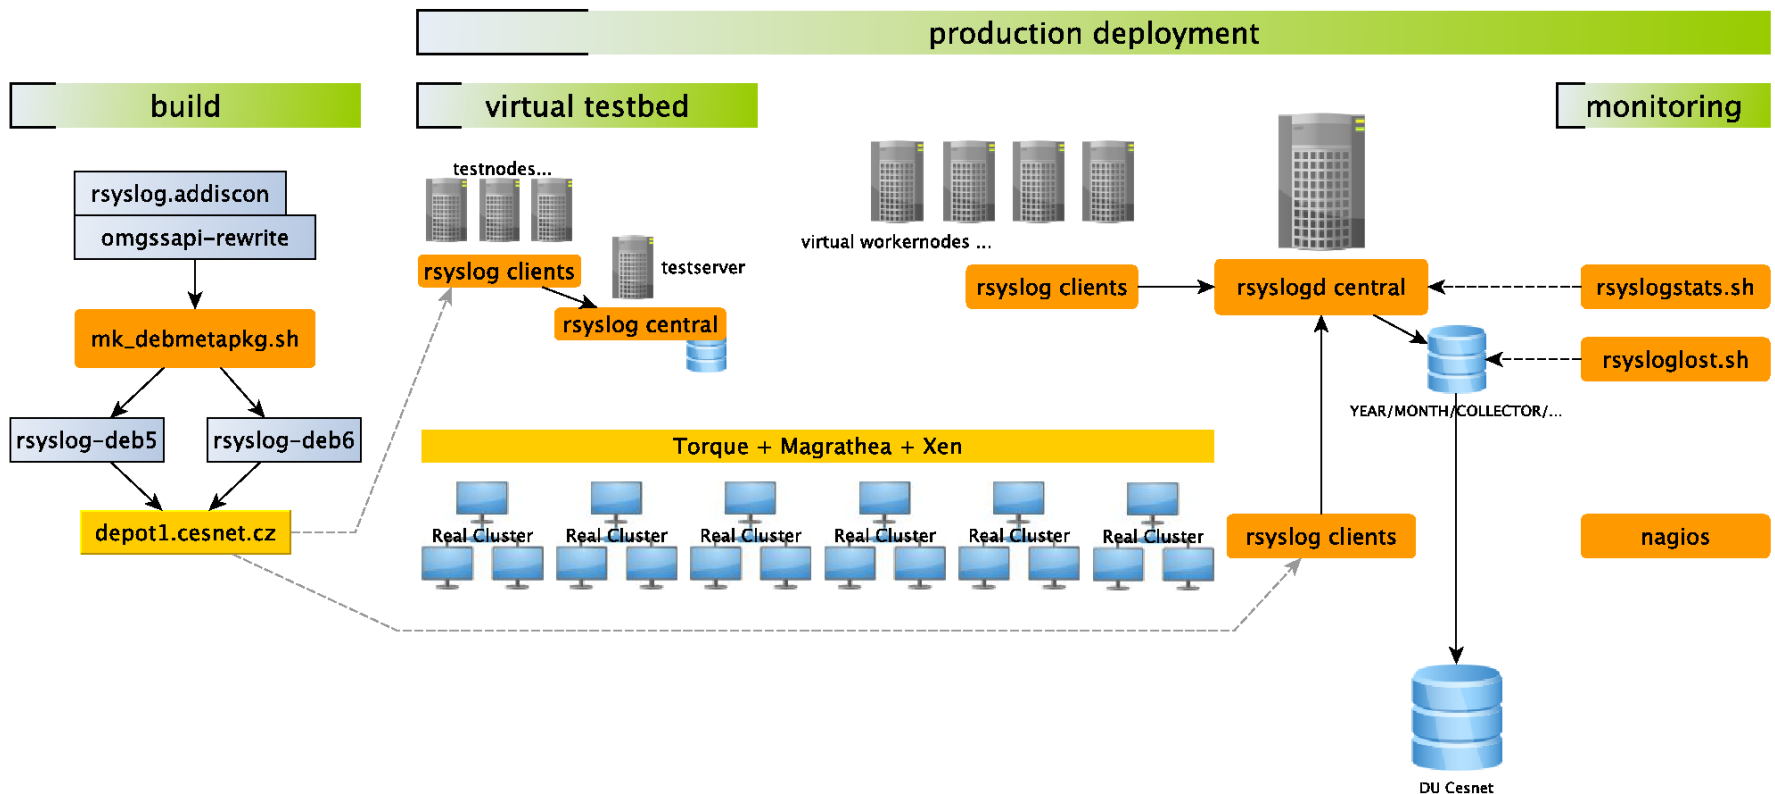 production deployment
build
virtual testbed
monitoring
rsyslog.addiscon
omgssapi-rewrite
mk_debmetapkg.sh
rsyslog-deb5
rsyslog-deb6
depot1.cesnet.cz
testnodes...
rsyslog clients
testserver
rsyslog central
virtual workernodes ...
rsyslog clients
rsyslogd central
rsyslogstats.sh
rsysloglost.sh
YEAR/MONTH/COLLECTOR/...
Torque + Magrathea + Xen
Real Cluster
Real Cluster
Real Cluster
Real Cluster
Real Cluster
Real Cluster
rsyslog clients
nagios
DU Cesnet